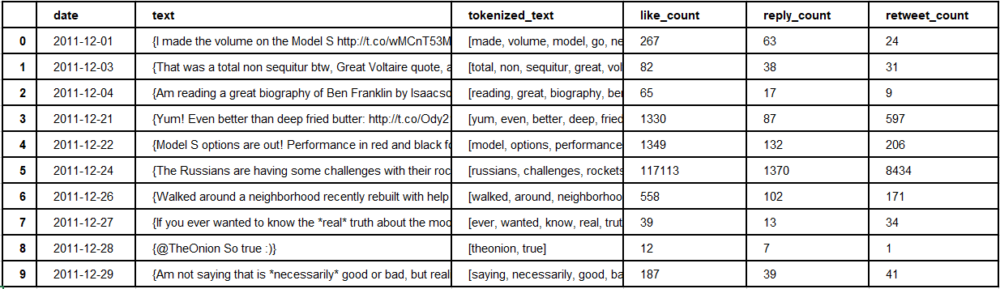 date text tokenized_text like_count reply_count retweet_count
0 2011-12-01 {I made the volume on the Model S http://t.co/wMCnT53M [made, volume, model, go, ne 267 63 24
1 2011-12-03 {That was a total non sequitur btw, Great Voltaire quote, a [total, non, sequitur, great, vol 82 38 31
2 2011-12-04 {Am reading a great biography of Ben Franklin by Isaacso [reading, great, biography, ber 65 17 9
3 2011-12-21 {Yum! Even better than deep fried butter: http://t.co/Ody2 [yum, even, better, deep, fried 1330 87 597
4 2011-12-22 {Model S options are out! Performance in red and black fo [model, options, performance 1349 132 206
5 2011-12-24 {The Russians are having some challenges with their roc [russians, challenges, rockets 117113 1370 8434
6 2011-12-26 {Walked around a neighborhood recently rebuilt with help [walked, around, neighborhoo 558 102 171
7 2011-12-27 {If you ever wanted to know the *real* truth about the moo [ever, wanted, know, real, trut 39 13 34
8 2011-12-28 {@TheOnion So true :)} [theonion, true] 12 7 1
9 2011-12-29 {Am not saying that is *necessarily* good or bad, but real [saying, necessarily, good, ba 187 39 41